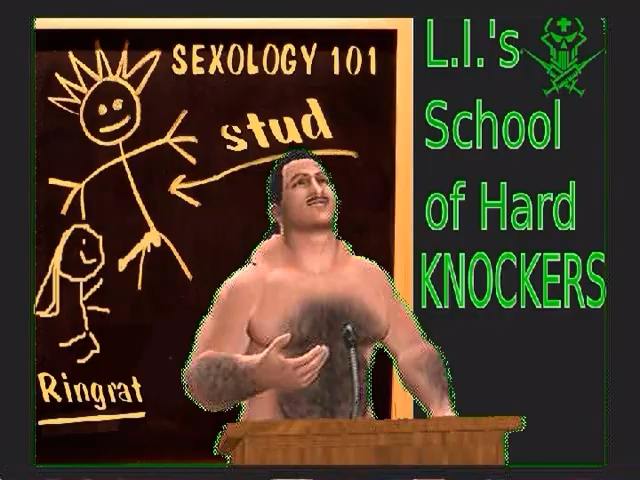 SEXOLOGY 101
stud
Ringrat
L.I.'s
School
of Hard
KNOCKERS